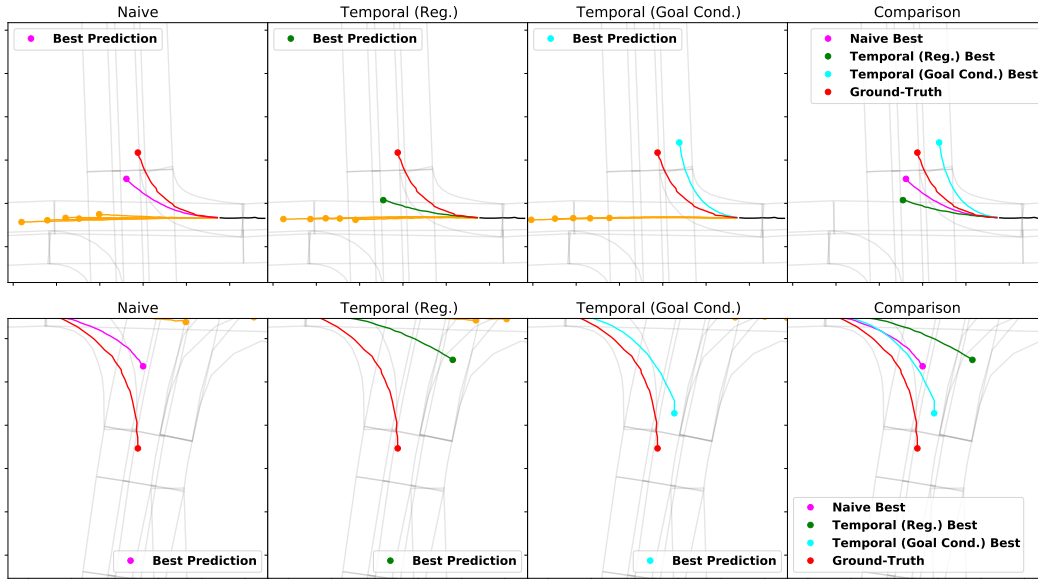 Naive
Temporal (Reg.)
Temporal (Goal Cond.)
Comparison
Best Prediction
Best Prediction
Best Prediction
Naive Best
Temporal (Reg.) Best
Temporal (Goal Cond.) Best
Ground-Truth
Naive
Temporal (Reg.)
Temporal (Goal Cond.)
Comparison
Best Prediction
Best Prediction
Best Prediction
Naive Best
Temporal (Reg.) Best
Temporal (Goal Cond.) Best
Ground-Truth